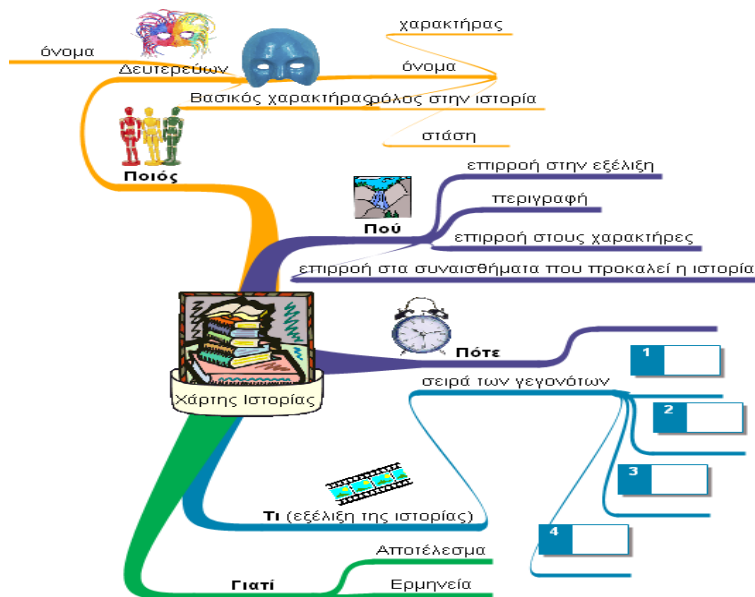 χαρακτήρας
όνομα
Δευτερεύων
όνομα
Βασικός χαρακτήρας
ρόλος στην ιστορία
στάση
Ποιός
επιρροή στην εξέλιξη
περιγραφή
Πού
επιρροή στους χαρακτήρες
επιρροή στα συναισθήματα που προκαλεί η ιστορία
Πότε
1
σειρά των γεγονότων
Χάρτης Ιστορίας
2
3
Τι (εξέλιξη της ιστορίας)
4
Αποτέλεσμα
Γιατί
Ερμηνεία